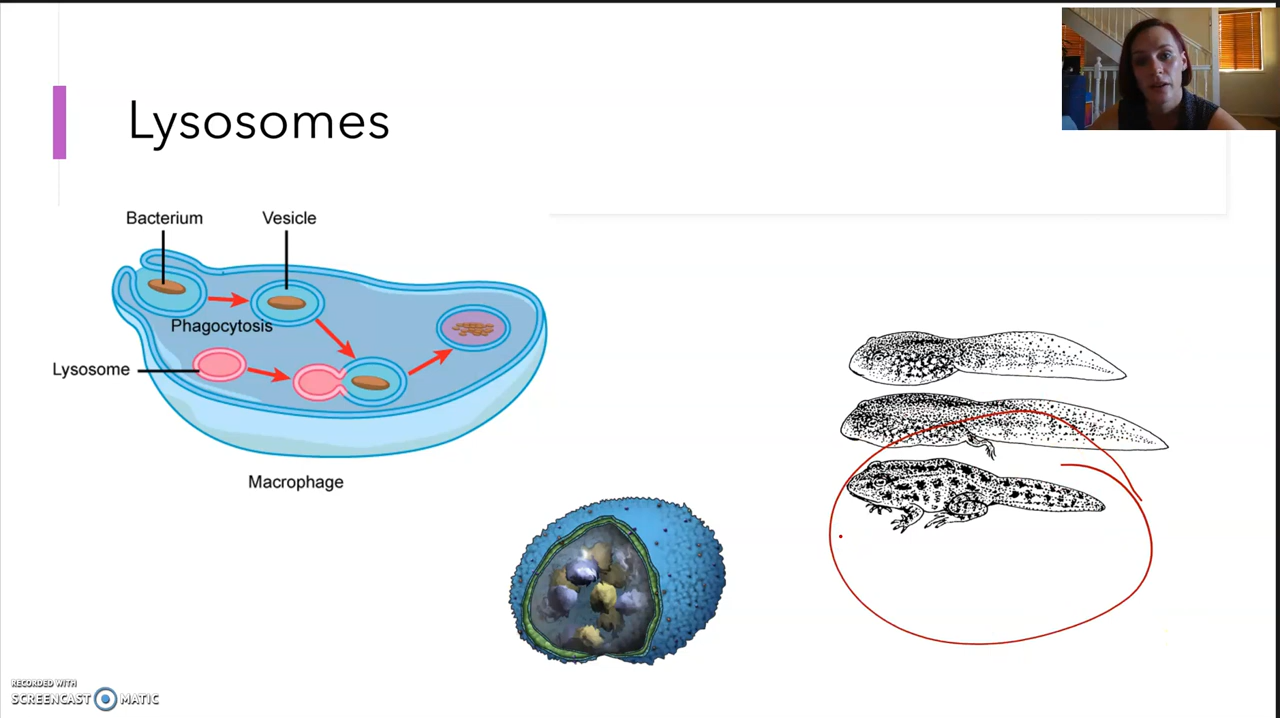 Lysosomes
Bacterium
Vesicle
Phagocytosis
Lysosome
Macrophage
RECORDED WITH
SCREENCAST MATIC